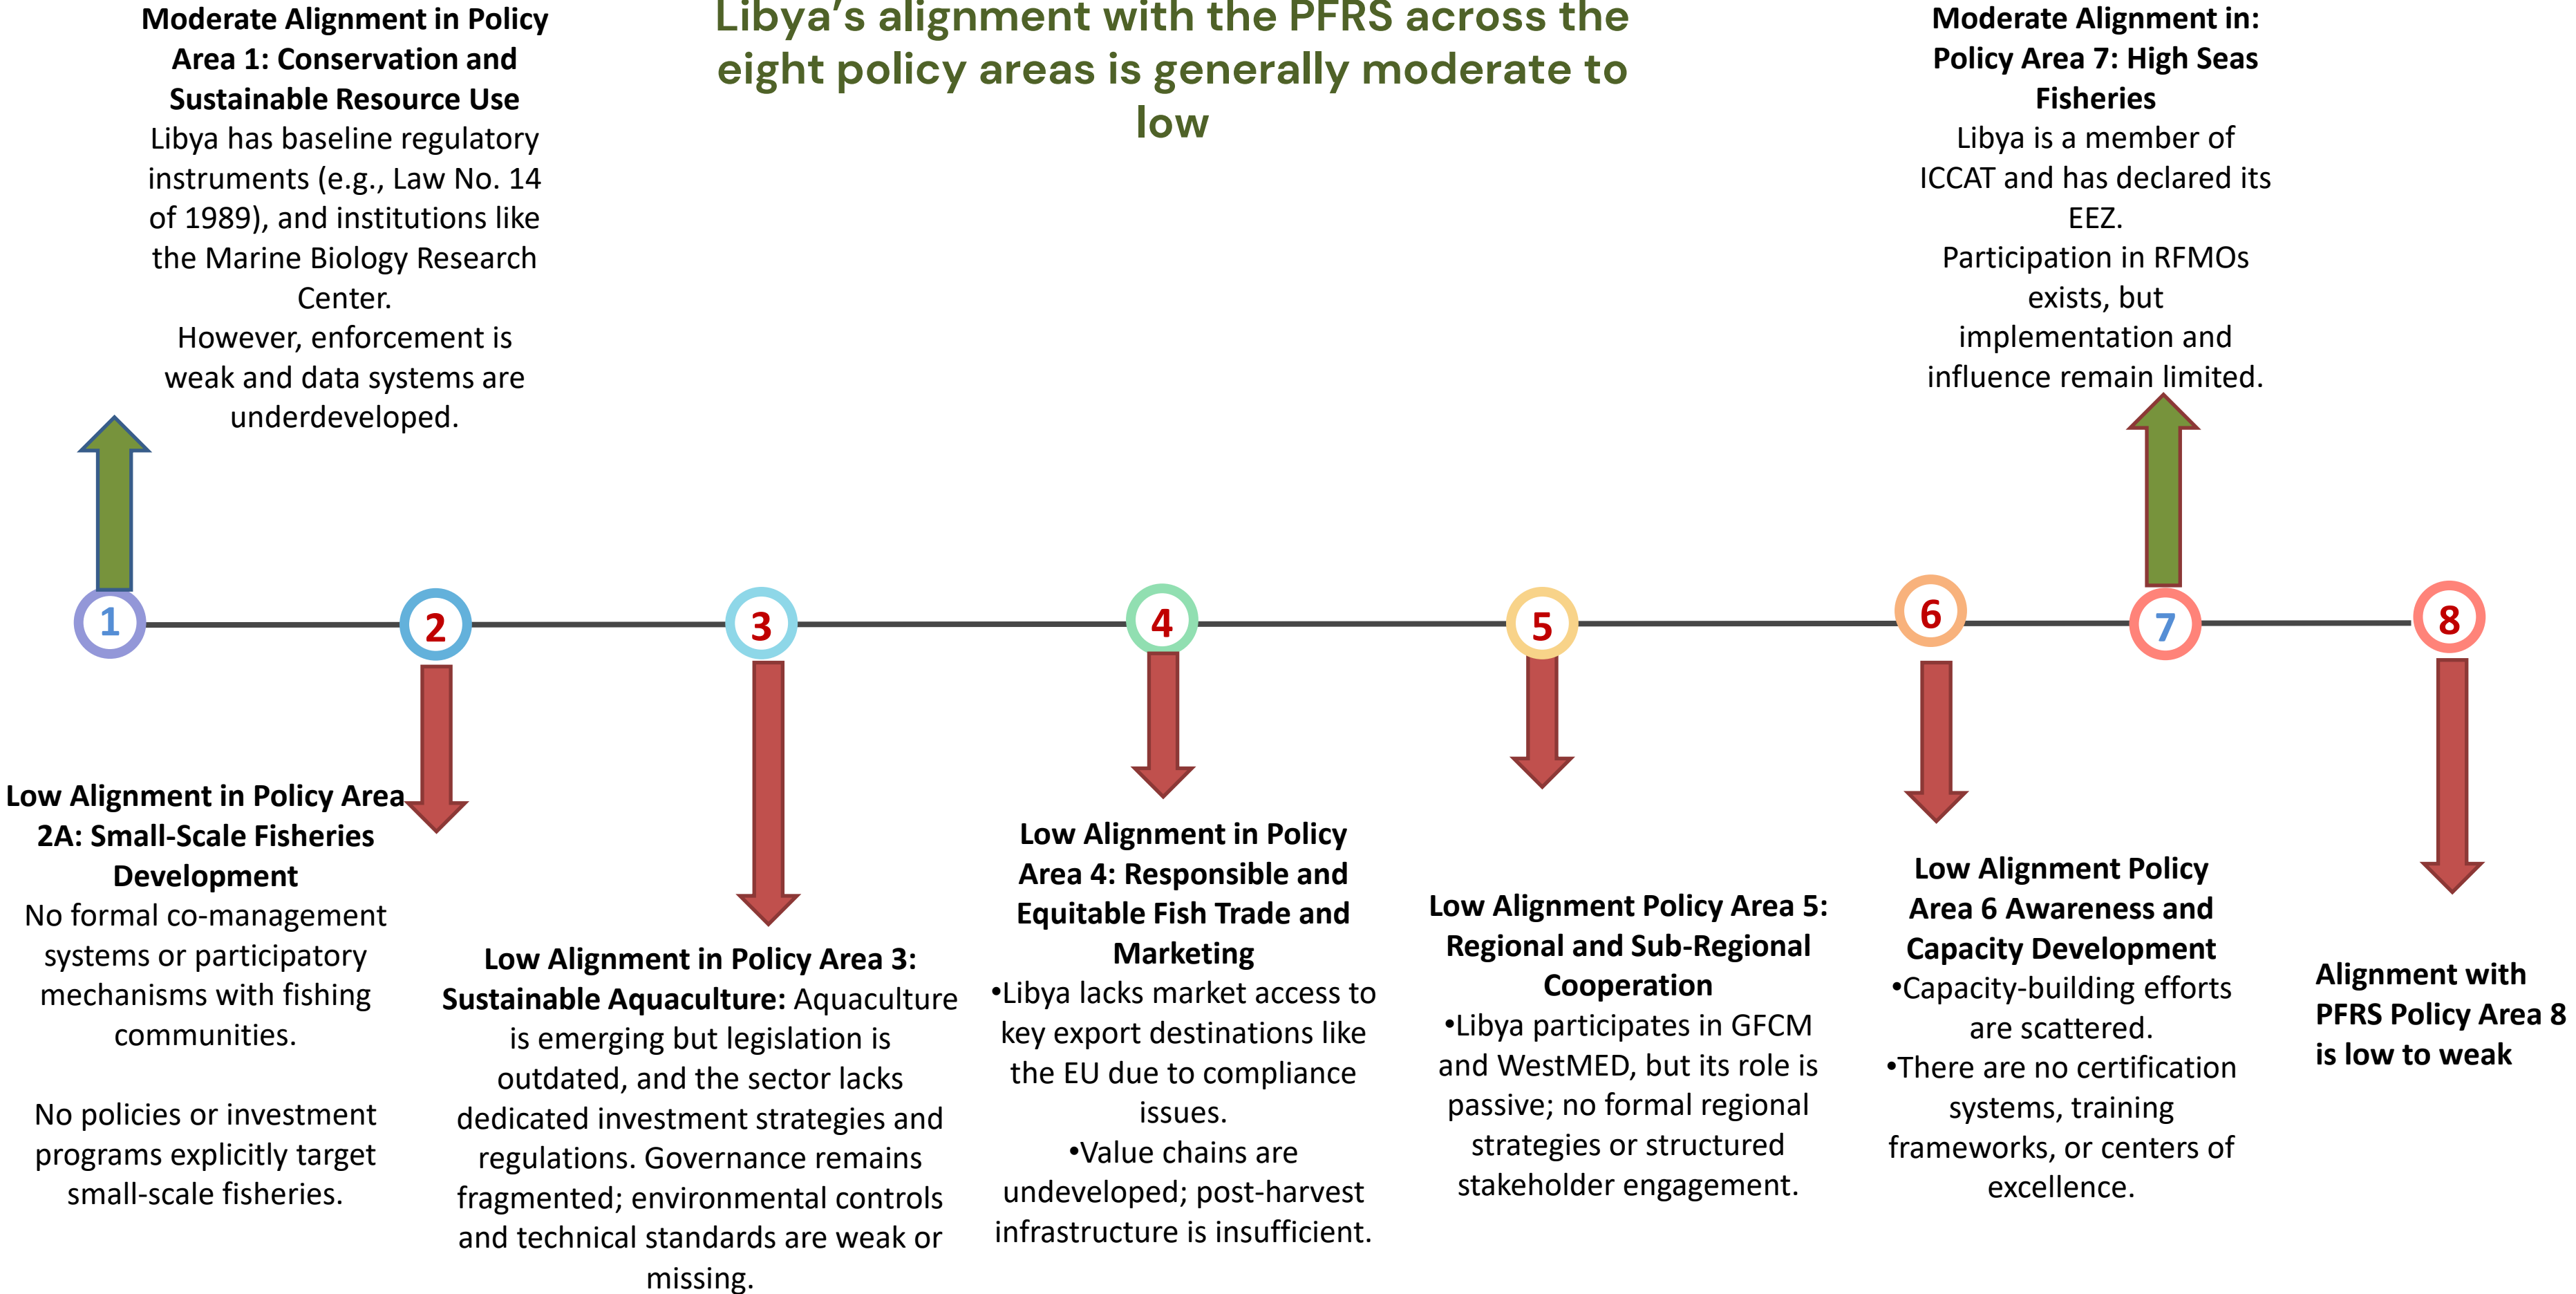 Libya's alignment with the PFRS across the
eight policy areas is generally moderate to
low
Moderate Alignment in Policy
Area 1: Conservation and
Sustainable Resource Use
Libya has baseline regulatory
instruments (e.g., Law No. 14
of 1989), and institutions like
the Marine Biology Research
Center.
However, enforcement is
weak and data systems are
underdeveloped.
Moderate Alignment in:
Policy Area 7: High Seas
Fisheries
Libya is a member of
ICCAT and has declared its
EEZ.
Participation in RFMOs
exists, but
implementation and
influence remain limited.
1
2
3
4
5
6
7
8
Low Alignment in Policy Area
2A: Small-Scale Fisheries
Development
No formal co-management
systems or participatory
mechanisms with fishing
communities.
No policies or investment
programs explicitly target
small-scale fisheries.
Low Alignment in Policy Area 3:
Sustainable Aquaculture: Aquaculture
is emerging but legislation is
outdated, and the sector lacks
dedicated investment strategies and
regulations. Governance remains
fragmented; environmental controls
and technical standards are weak or
missing.
Low Alignment in Policy
Area 4: Responsible and
Equitable Fish Trade and
Marketing
•Libya lacks market access to
key export destinations like
the EU due to compliance
issues.
•Value chains are
undeveloped; post-harvest
infrastructure is insufficient.
Low Alignment Policy Area 5:
Regional and Sub-Regional
Cooperation
•Libya participates in GFCM
and WestMED, but its role is
passive; no formal regional
strategies or structured
stakeholder engagement.
Low Alignment Policy
Area 6 Awareness and
Capacity Development
•Capacity-building efforts
are scattered.
•There are no certification
systems, training
frameworks, or centers of
excellence.
Alignment with
PFRS Policy Area 8
is low to weak